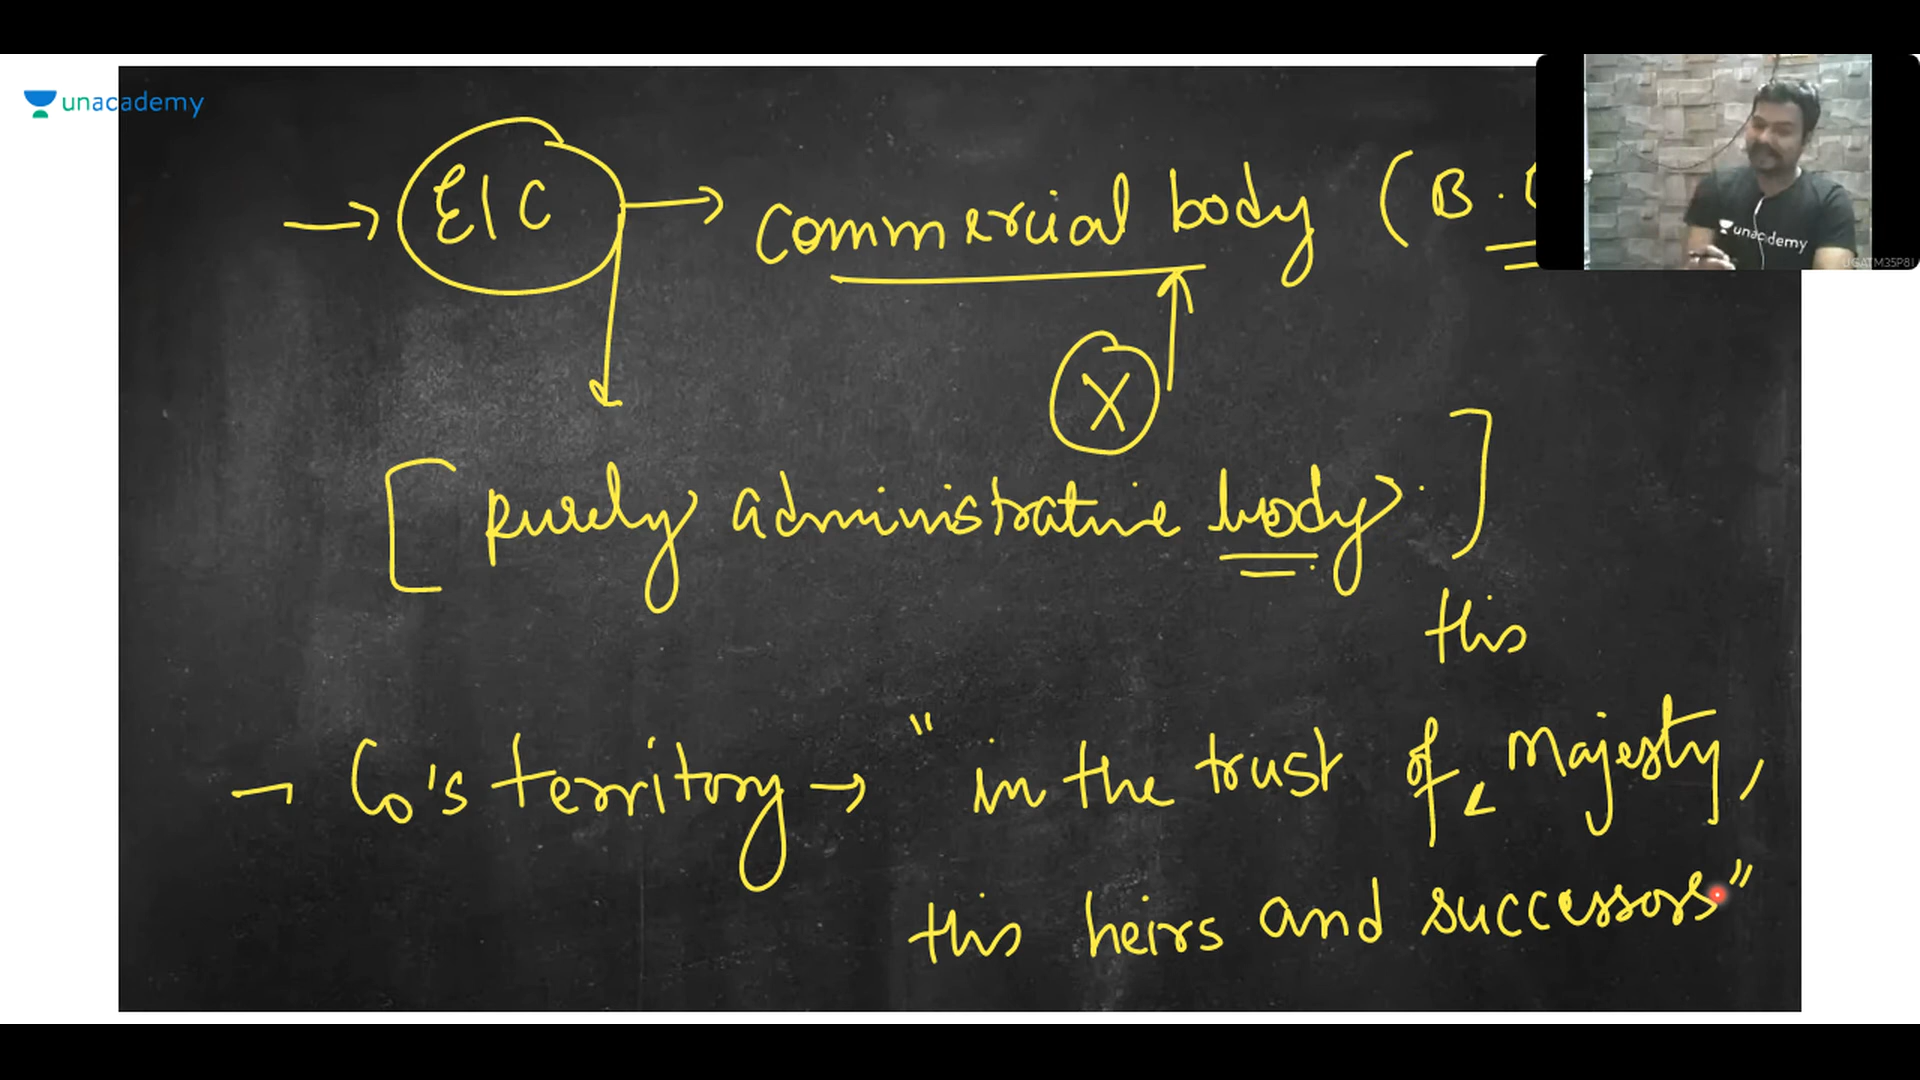 unacademy
→ EIC → commercial body (B.
X
[purely administrative body.]
this
→ Co's territory → " in the trust of majesty,
this heirs and successors"
unacademy